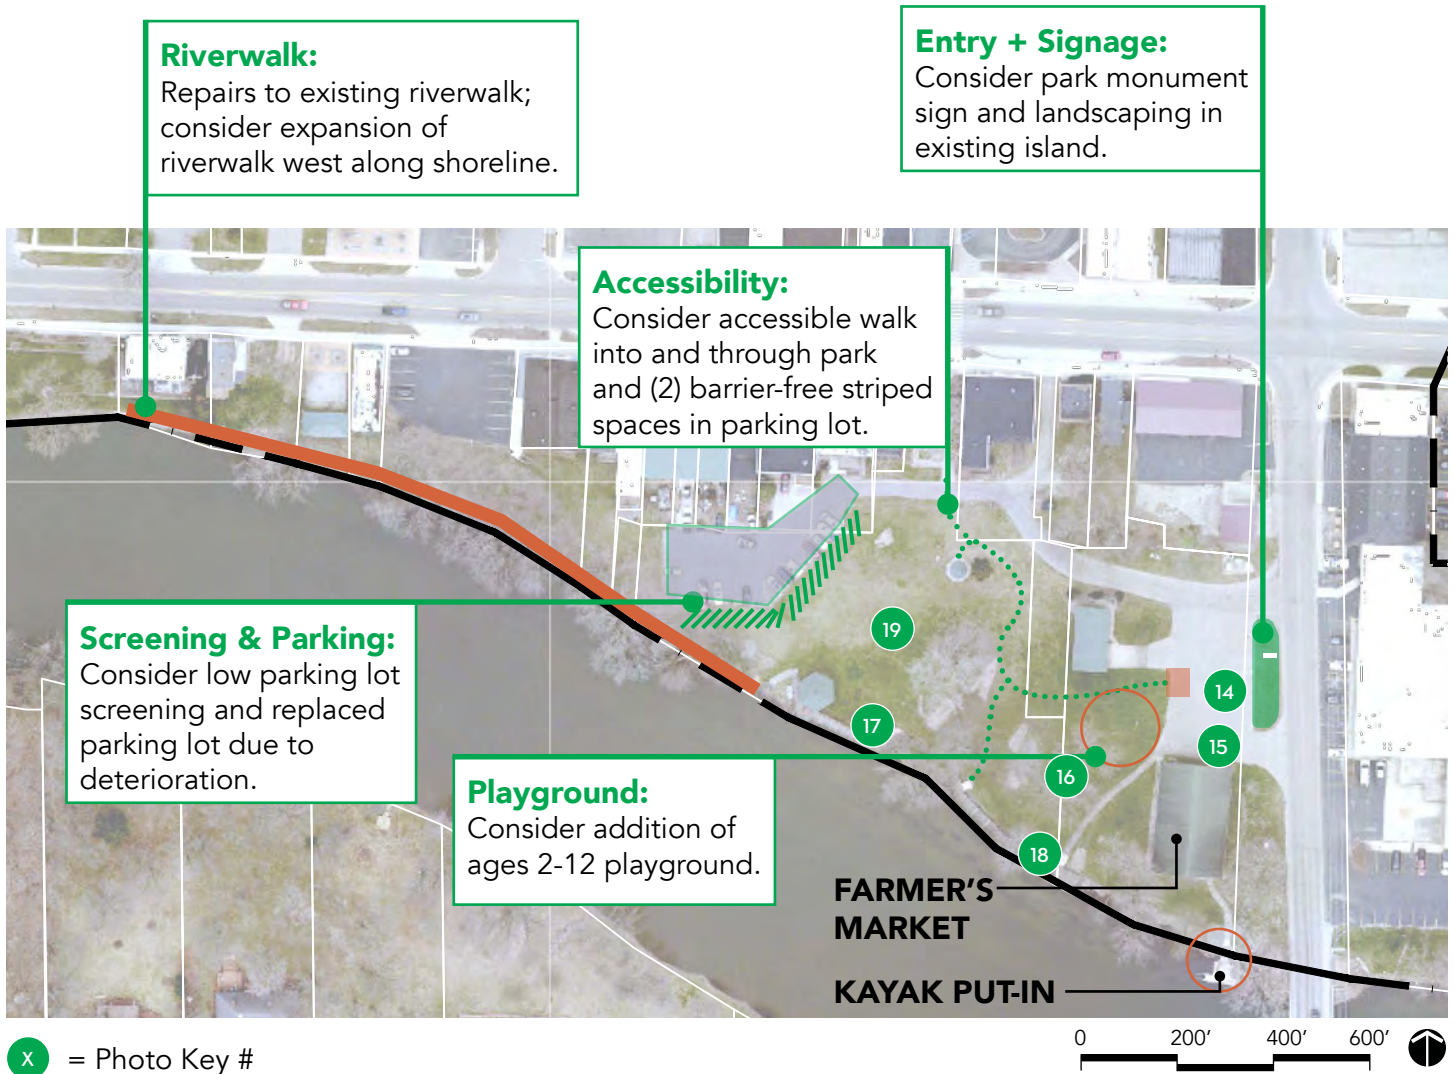 Riverwalk:
Repairs to existing riverwalk;
consider expansion of
riverwalk west along shoreline.
Entry + Signage:
Consider park monument
sign and landscaping in
existing island.
Accessibility:
Consider accessible walk
into and through park
and (2) barrier-free striped
spaces in parking lot.
Screening & Parking:
Consider low parking lot
screening and replaced
parking lot due to
deterioration.
Playground:
Consider addition of
ages 2-12 playground.
19
14
17
15
16
18
FARMER'S
MARKET
KAYAK PUT-IN
X = Photo Key #
0 200' 400' 600'